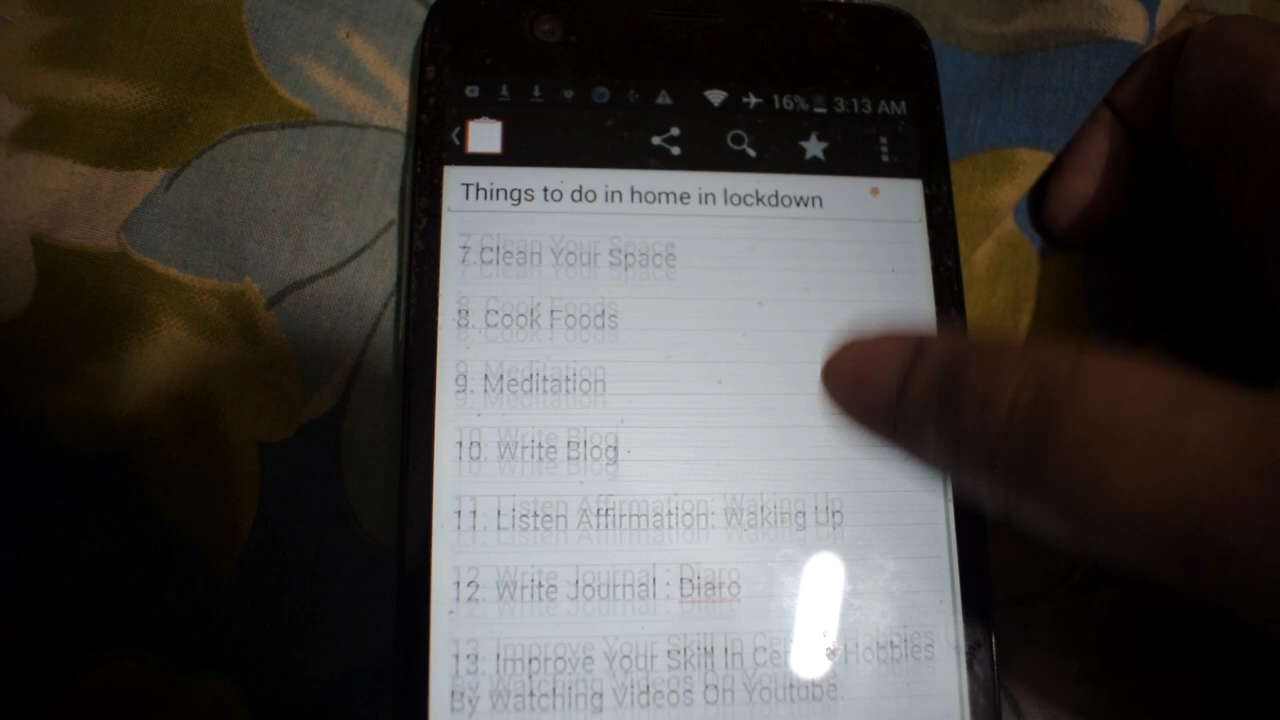 16% 3:13 AM
Things to do in home in lockdown
7.Clean Your Space
8. Cook Foods
9. Meditation
10. Write Blog
11. Listen Affirmation: Waking Up
12. Write Journal : Diaro
13. Improve Your Skill In Hobbies
By Watching Videos On Youtube.